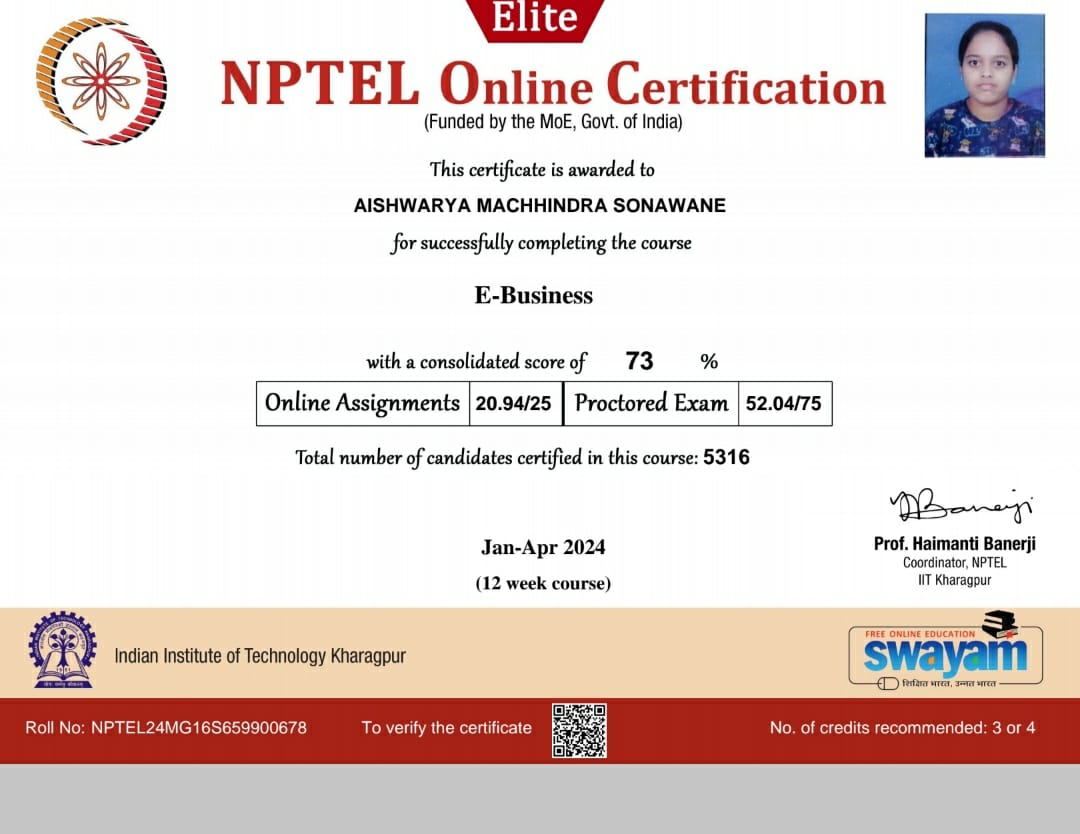 Elite
NPTEL Online Certification
(Funded by the MoE, Govt. of India)
This certificate is awarded to
AISHWARYA MACHHINDRA SONAWANE
for successfully completing the course
E-Business
with a consolidated score of 73 %
Online Assignments 20.94/25 Proctored Exam 52.04/75
Total number of candidates certified in this course: 5316
Banerji
Prof. Haimanti Banerji
Coordinator, NPTEL
IIT Kharagpur
Jan-Apr 2024
(12 week course)
Indian Institute of Technology Kharagpur
FREE ONLINE EDUCATION
swayam
शिक्षित भारत, उन्नत भारत
Roll No: NPTEL24MG16S659900678
To verify the certificate
No. of credits recommended: 3 or 4